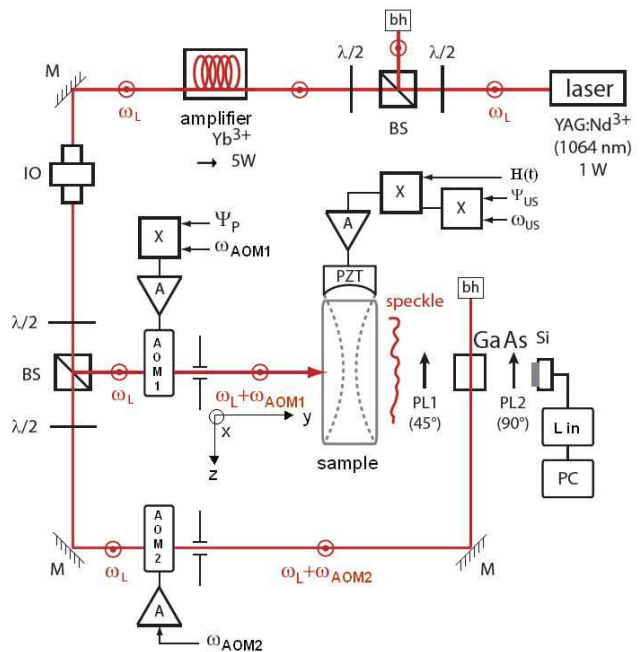 bh
λ/2
λ/2
M
ω_L
ω_L
laser
amplifier
Yb³⁺
→ 5W
BS
YAG:Nd³⁺
(1064 nm)
1 W
IO
H(t)
Ψ_P
X
X
Ψ_US
X
ω_AOM1
A
ω_US
A
PZT
bh
speckle
λ/2
AOM1
GaAs
Si
BS
ω_L
ω_L+ω_AOM1
y
PL1
(45°)
PL2
(90°)
L in
λ/2
x
z
sample
PC
AOM2
M
ω_L
ω_L+ω_AOM2
M
A
ω_AOM2